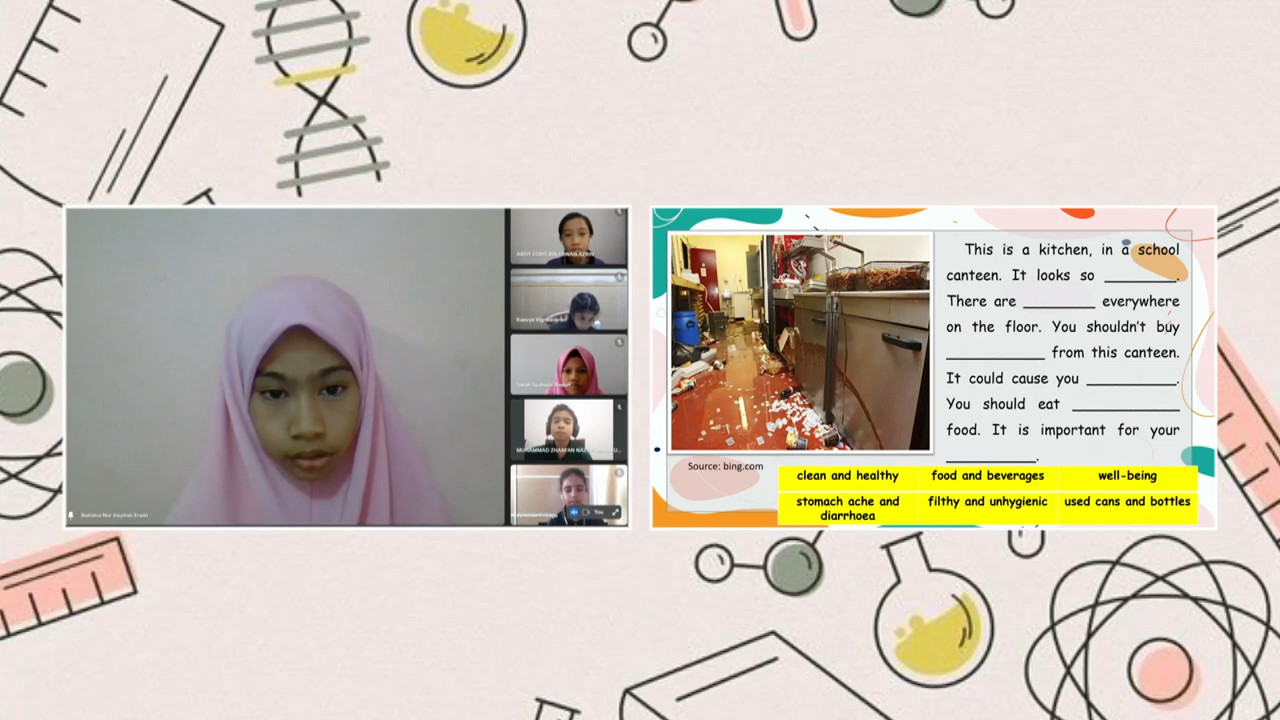 This is a kitchen, in a school
canteen. It looks so ________.
There are ________ everywhere
on the floor. You shouldn't buy
___________ from this canteen.
It could cause you __________.
You should eat ____________
food. It is important for your
__________.
Source: bing.com
clean and healthy
food and beverages
well-being
stomach ache and
diarrhoea
filthy and unhygienic
used cans and bottles
You